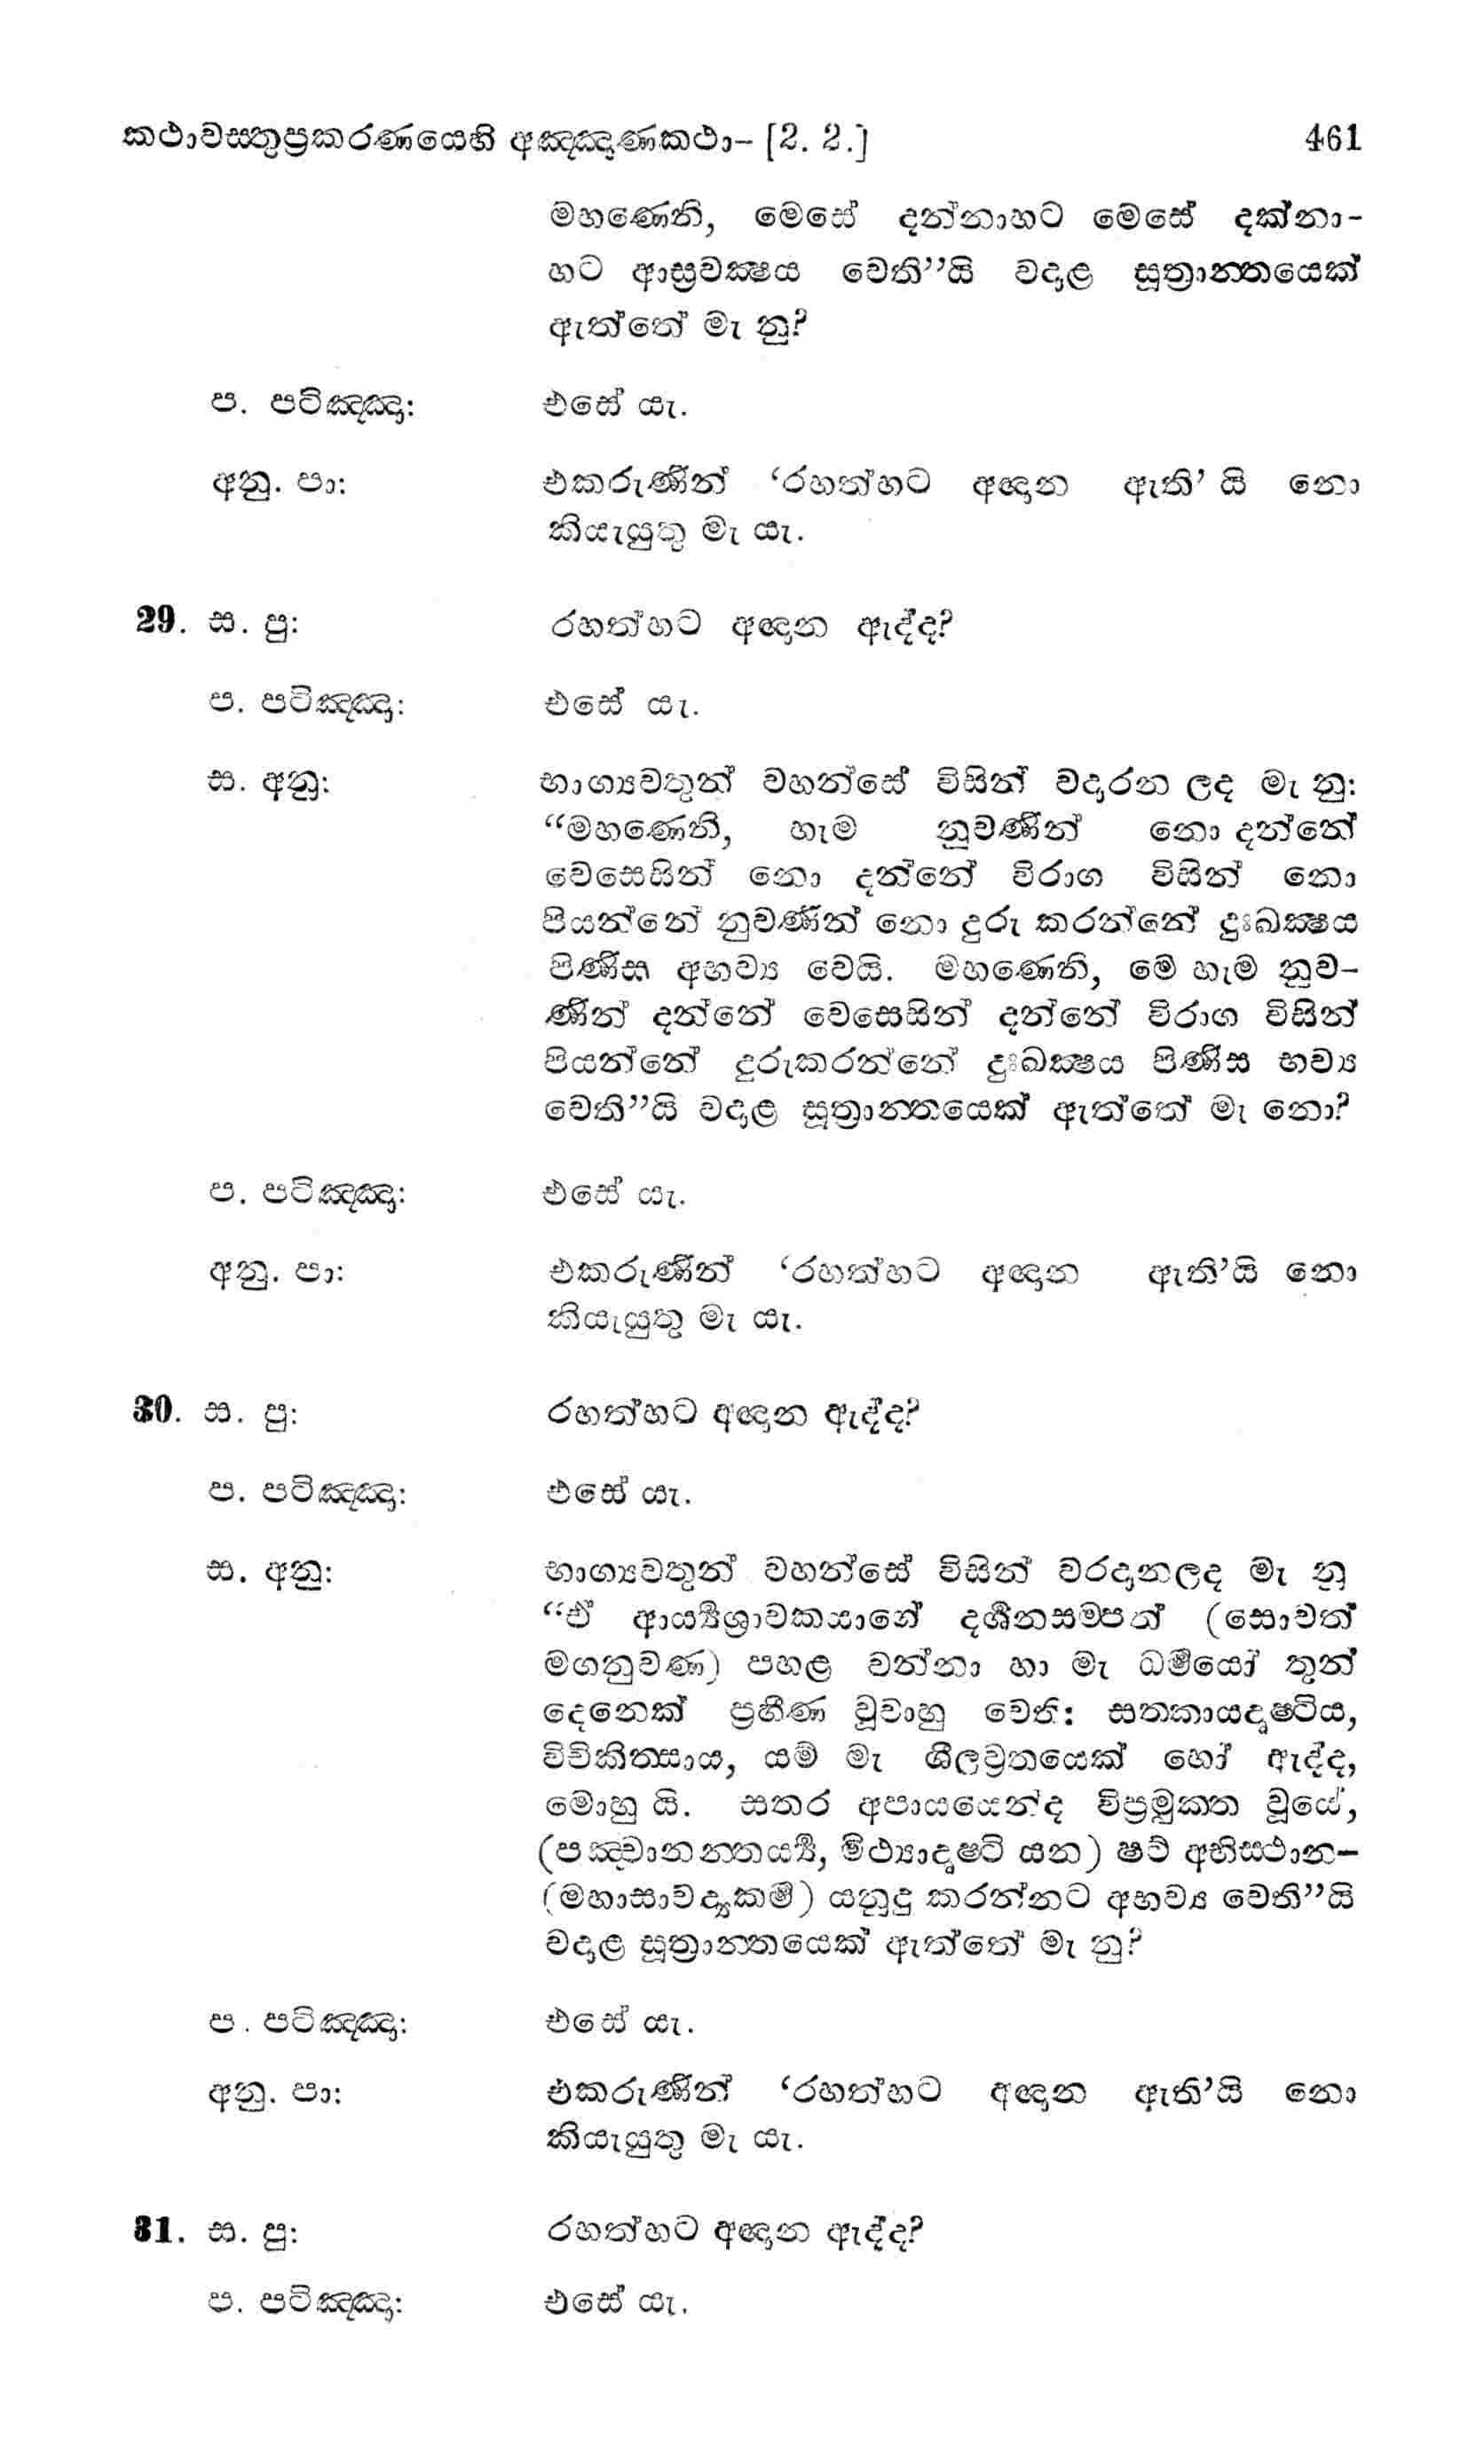 කථාවස්තුප්‍රකරණයෙහි අඤ්ඤාණකථා– [2. 2.] 461
මහණෙනි, මෙසේ දන්නාහට මෙසේ දක්නා-
හට ආස්‍රවක්‍ෂය වෙති”යි වදාළ සූත්‍රාන්තයෙක්
ඇත්තේ මැ නු?
ප. පටිඤ්ඤා: එසේ යැ.
අනු. පා: එකරුණින් ‘රහත්හට අඥාන ඇති’ යි නො
කියැයුතු මැ යැ.
29. ස. පු: රහත්හට අඥාන ඇද්ද?
ප. පටිඤ්ඤා: එසේ යැ.
ස. අනු: භාග්‍යවතුන් වහන්සේ විසින් වදාරන ලද මැ නු:
“මහණෙනි, හැම නුවණින් නො දන්නේ
වෙසෙසින් නො දන්නේ විරාග විසින් නො
පියන්නේ නුවණින් නො දුරු කරන්නේ දුඃඛක්‍ෂය
පිණිස අභව්‍ය වෙයි. මහණෙනි, මෙ හැම නුව-
ණින් දන්නේ වෙසෙසින් දන්නේ විරාග විසින්
පියන්නේ දුරුකරන්නේ දුඃඛක්‍ෂය පිණිස භව්‍ය
වෙති”යි වදාළ සූත්‍රාන්තයෙක් ඇත්තේ මැ නො?
ප. පටිඤ්ඤා: එසේ යැ.
අනු. පා: එකරුණින් ‘රහත්හට අඥාන ඇති’යි නො
කියැයුතු මැ යැ.
30. ස. පු: රහත්හට අඥාන ඇද්ද?
ප. පටිඤ්ඤා: එසේ යැ.
ස. අනු: භාග්‍යවතුන් වහන්සේ විසින් වරදානලද මැ නු
“ඒ ආර්‍ය්‍යශ්‍රාවකයානේ දර්‍ශනසම්පත් (සොවත්
මගනුවණ) පහළ වන්නා හා මැ ධර්‍මයෝ තුන්
දෙනෙක් ප්‍රහීණ වූවාහු වෙති: සත්කායදෘෂ්ටිය,
විචිකිත්සාය, යම් මැ ශීලව්‍රතයෙක් හෝ ඇද්ද,
මොහු යි. සතර අපායයෙන්ද විප්‍රමුක්ත වූයේ,
(පඤ්චානන්තර්‍ය්‍ය, මිථ්‍යාදෘෂ්ටි යන) ෂට් අභිස්ථාන–
(මහාසාවද්‍යකර්‍ම) යනුදු කරන්නට අභව්‍ය වෙති”යි
වදාළ සූත්‍රාන්තයෙක් ඇත්තේ මැ නු?
ප. පටිඤ්ඤා: එසේ යැ.
අනු. පා: එකරුණින් ‘රහත්හට අඥාන ඇති’යි නො
කියැයුතු මැ යැ.
31. ස. පු: රහත්හට අඥාන ඇද්ද?
ප. පටිඤ්ඤා: එසේ යැ.